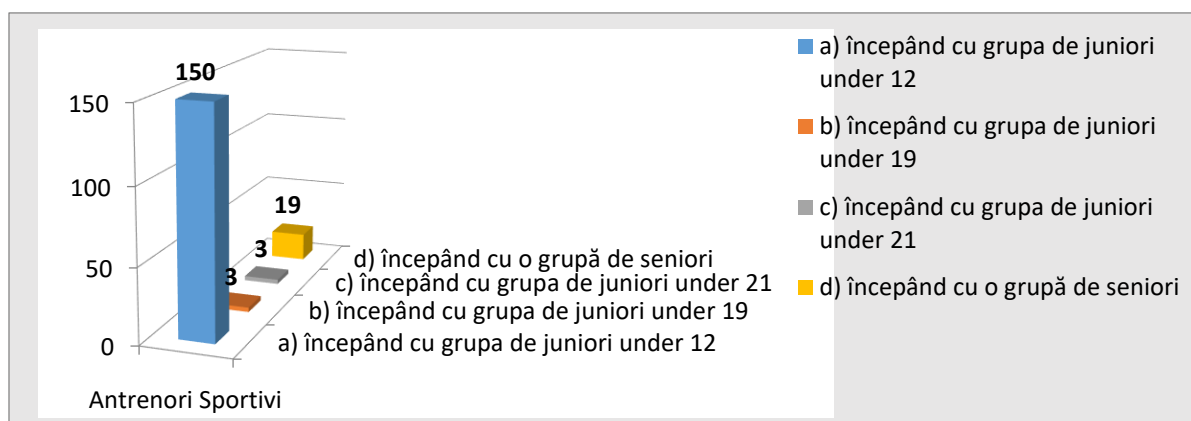 150
150
100
50
0
19
3
3
d) începând cu o grupă de seniori
c) începând cu grupa de juniori under 21
b) începând cu grupa de juniori under 19
a) începând cu grupa de juniori under 12
Antrenori Sportivi
a) începând cu grupa de juniori
under 12
b) începând cu grupa de juniori
under 19
c) începând cu grupa de juniori
under 21
d) începând cu o grupă de seniori